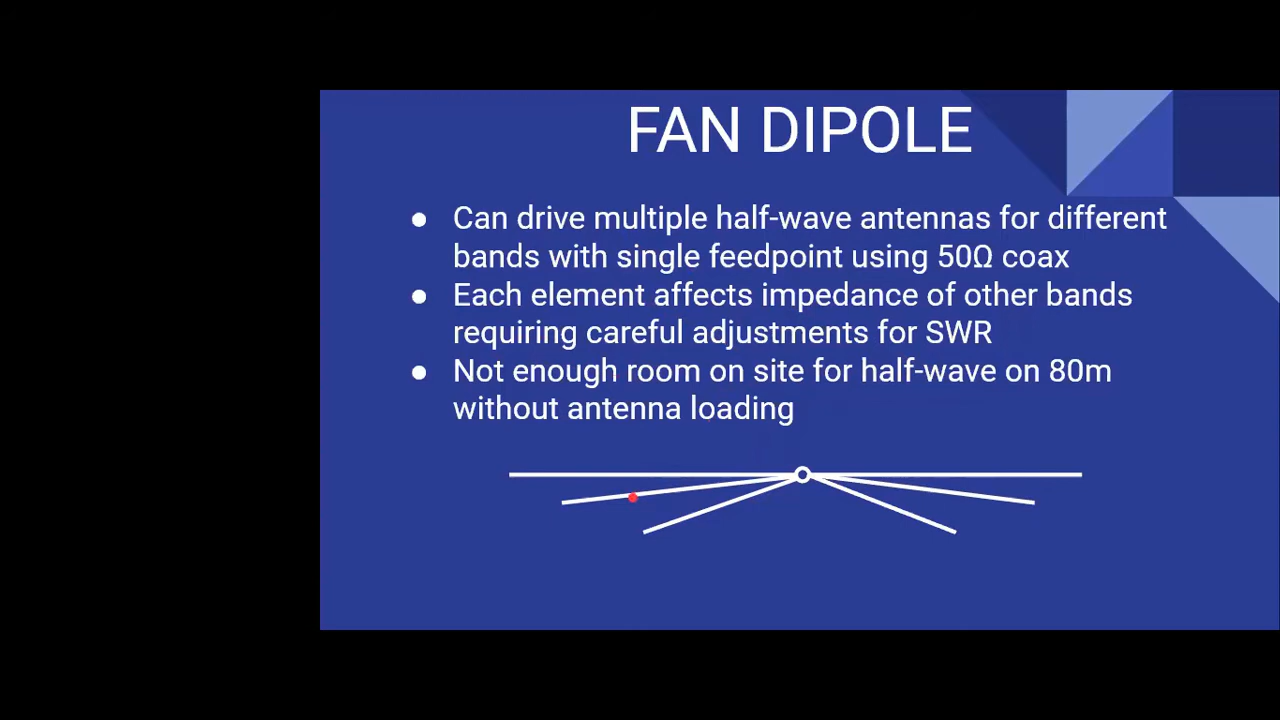 FAN DIPOLE
● Can drive multiple half-wave antennas for different
bands with single feedpoint using 50Ω coax
● Each element affects impedance of other bands
requiring careful adjustments for SWR
● Not enough room on site for half-wave on 80m
without antenna loading